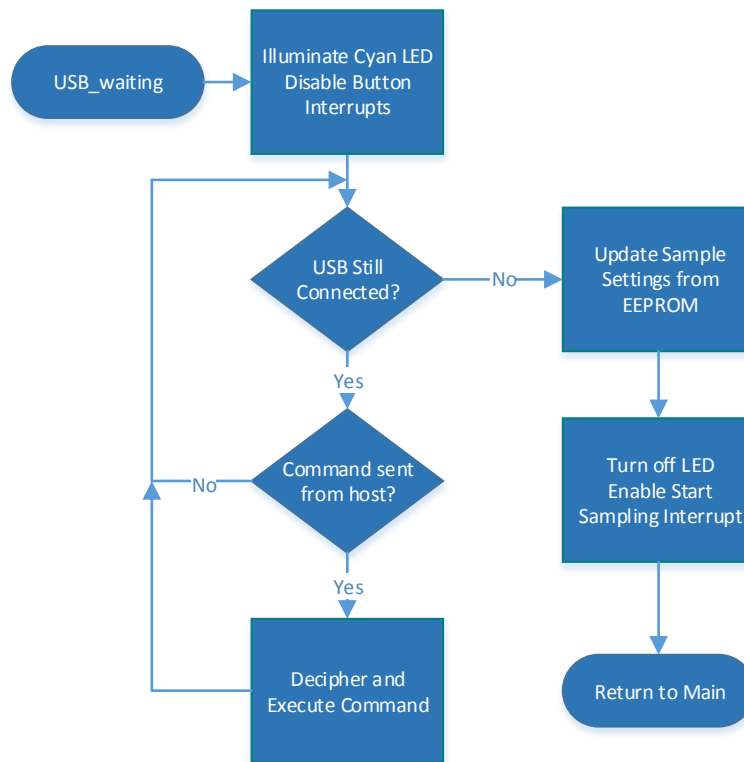 USB_waiting
Illuminate Cyan LED
Disable Button
Interrupts
USB Still
Connected?
No
Update Sample
Settings from
EEPROM
Yes
Command sent
from host?
No
Turn off LED
Enable Start
Sampling Interrupt
Yes
Decipher and
Execute Command
Return to Main